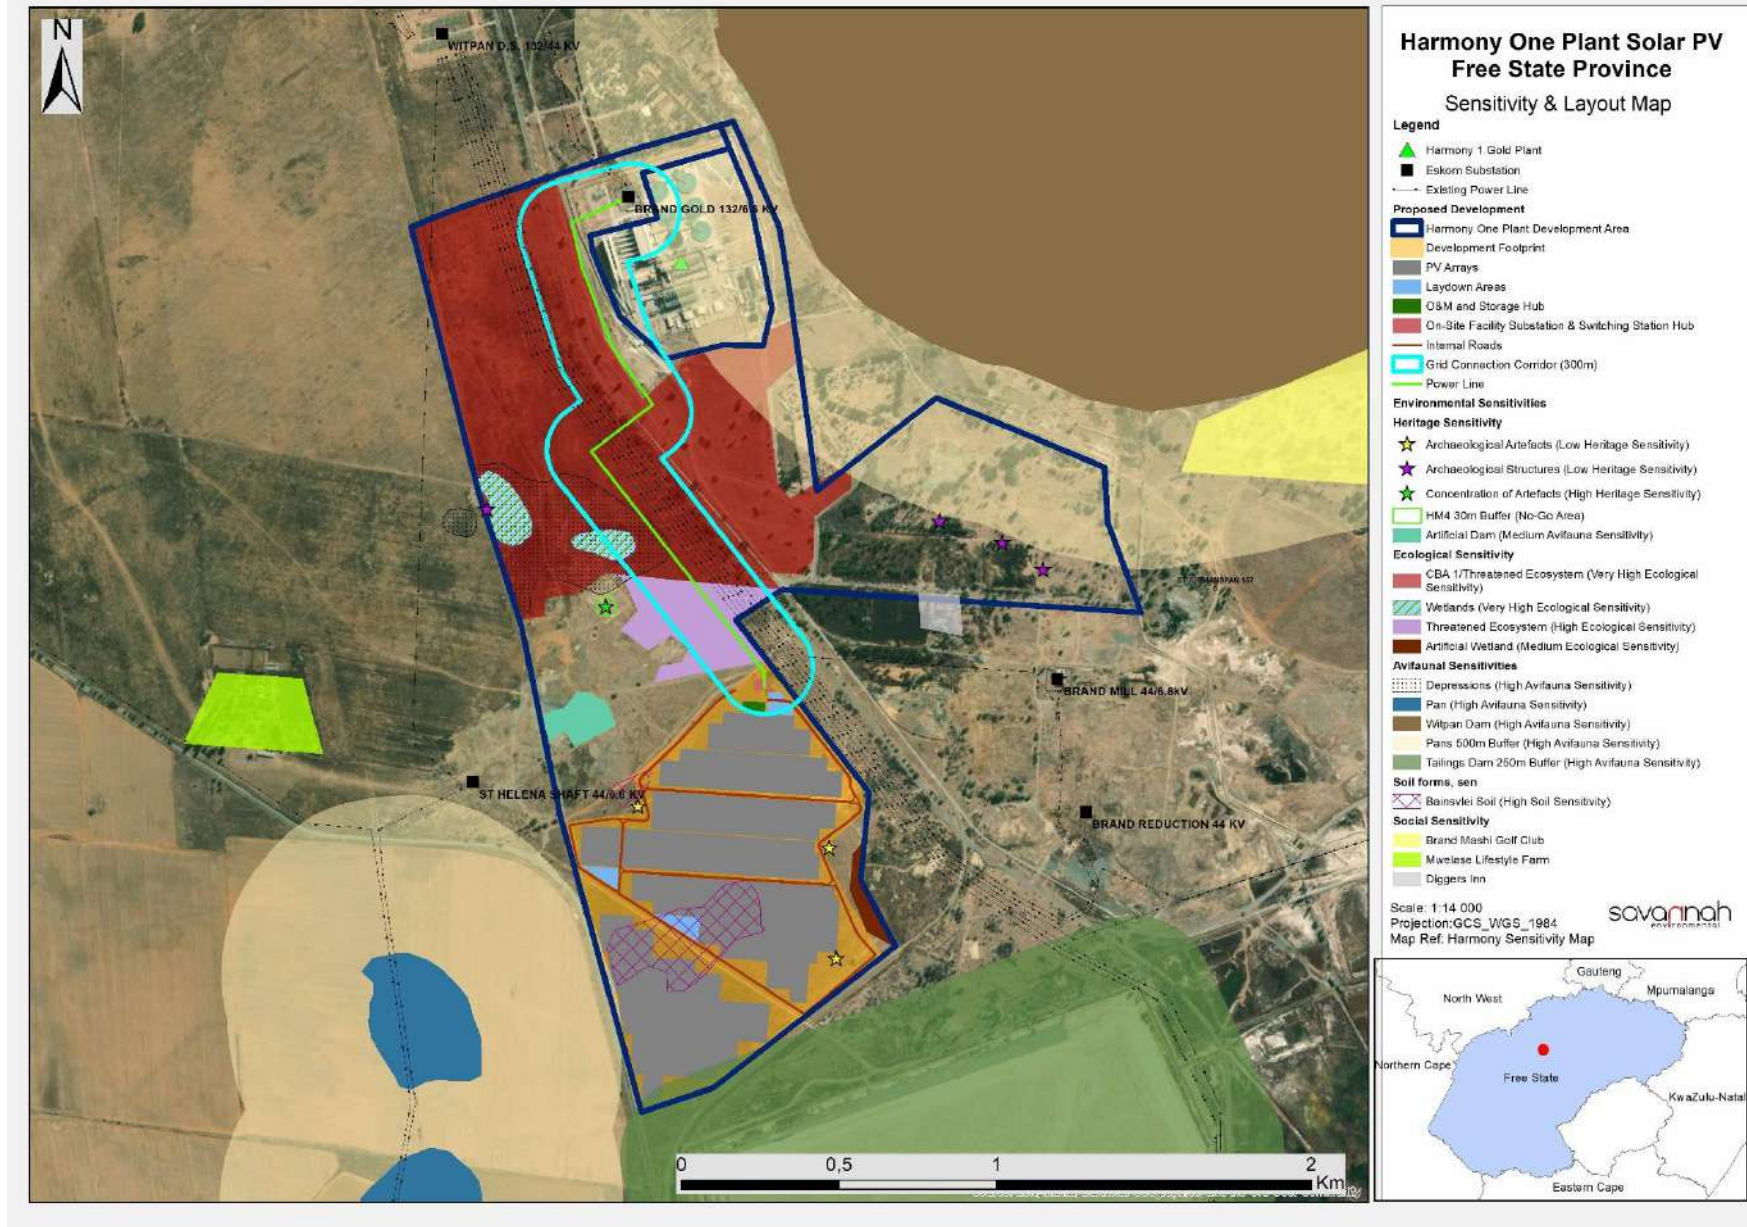 N
WITPAN D.S. 132/44 KV
BRAND GOLD 132/6.6 KV
BRAND MILL 44/6.6kV
ST HELENA SHAFT 44/6.6 KV
BRAND REDUCTION 44 KV
0 0,5 1 2
Km
Harmony One Plant Solar PV
Free State Province
Sensitivity & Layout Map
Legend
Harmony 1 Gold Plant
Eskom Substation
Existing Power Line
Proposed Development
Harmony One Plant Development Area
Development Footprint
PV Arrays
Laydown Areas
O&M and Storage Hub
On-Site Facility Substation & Switching Station Hub
Internal Roads
Grid Connection Corridor (300m)
Power Line
Environmental Sensitivities
Heritage Sensitivity
Archaeological Artefacts (Low Heritage Sensitivity)
Archaeological Structures (Low Heritage Sensitivity)
Concentration of Artefacts (High Heritage Sensitivity)
HM4 30m Buffer (No-Go Area)
Artificial Dam (Medium Avifauna Sensitivity)
Ecological Sensitivity
CBA 1/Threatened Ecosystem (Very High Ecological
Sensitivity)
Wetlands (Very High Ecological Sensitivity)
Threatened Ecosystem (High Ecological Sensitivity)
Artificial Wetland (Medium Ecological Sensitivity)
Avifaunal Sensitivities
Depressions (High Avifauna Sensitivity)
Pan (High Avifauna Sensitivity)
Witpan Dam (High Avifauna Sensitivity)
Pans 500m Buffer (High Avifauna Sensitivity)
Tailings Dam 250m Buffer (High Avifauna Sensitivity)
Soil forms, sen
Bainsvlei Soil (High Soil Sensitivity)
Social Sensitivity
Brand Mashi Golf Club
Mwelase Lifestyle Farm
Diggers Inn
Scale: 1:14 000
Projection:GCS_WGS_1984
Map Ref: Harmony Sensitivity Map
savannah
environmental
Gauteng
North West
Mpumalanga
Northern Cape
Free State
KwaZulu-Natal
Eastern Cape